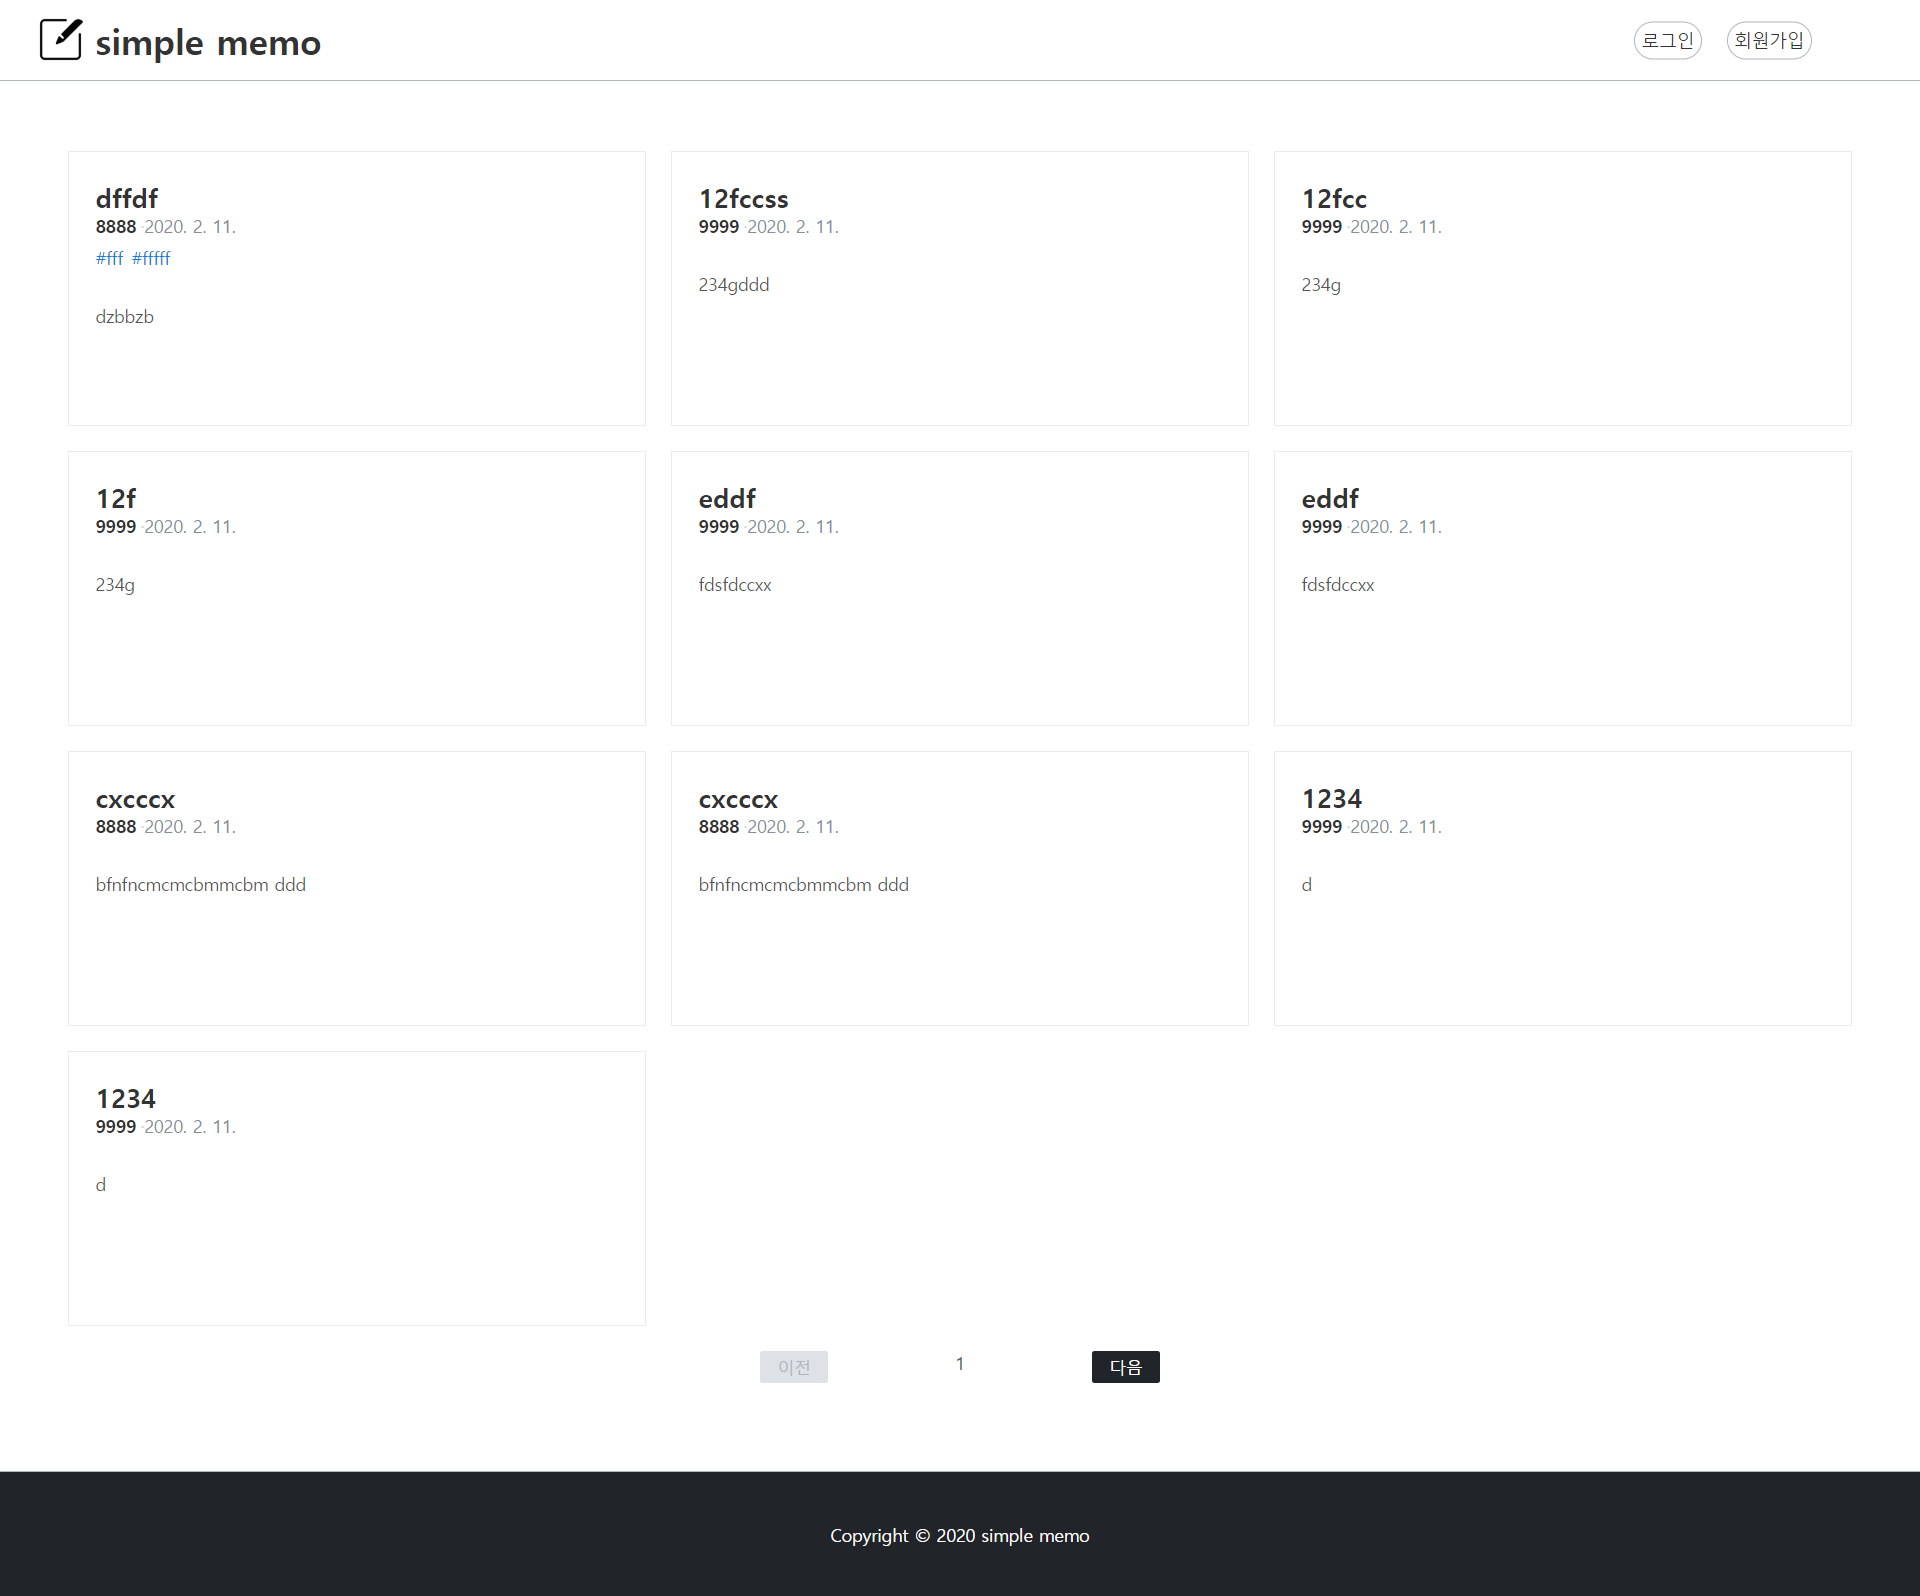 simple memo
로그인
회원가입
dffdf
8888 ·2020. 2. 11.
#fff #fffff
dzbbzb
12fccss
9999 ·2020. 2. 11.
234gddd
12fcc
9999 ·2020. 2. 11.
234g
12f
9999 ·2020. 2. 11.
234g
eddf
9999 ·2020. 2. 11.
fdsfdccxx
eddf
9999 ·2020. 2. 11.
fdsfdccxx
cxcccx
8888 ·2020. 2. 11.
bfnfncmcmcbmmcbm ddd
cxcccx
8888 ·2020. 2. 11.
bfnfncmcmcbmmcbm ddd
1234
9999 ·2020. 2. 11.
d
1234
9999 ·2020. 2. 11.
d
이전
1
다음
Copyright © 2020 simple memo